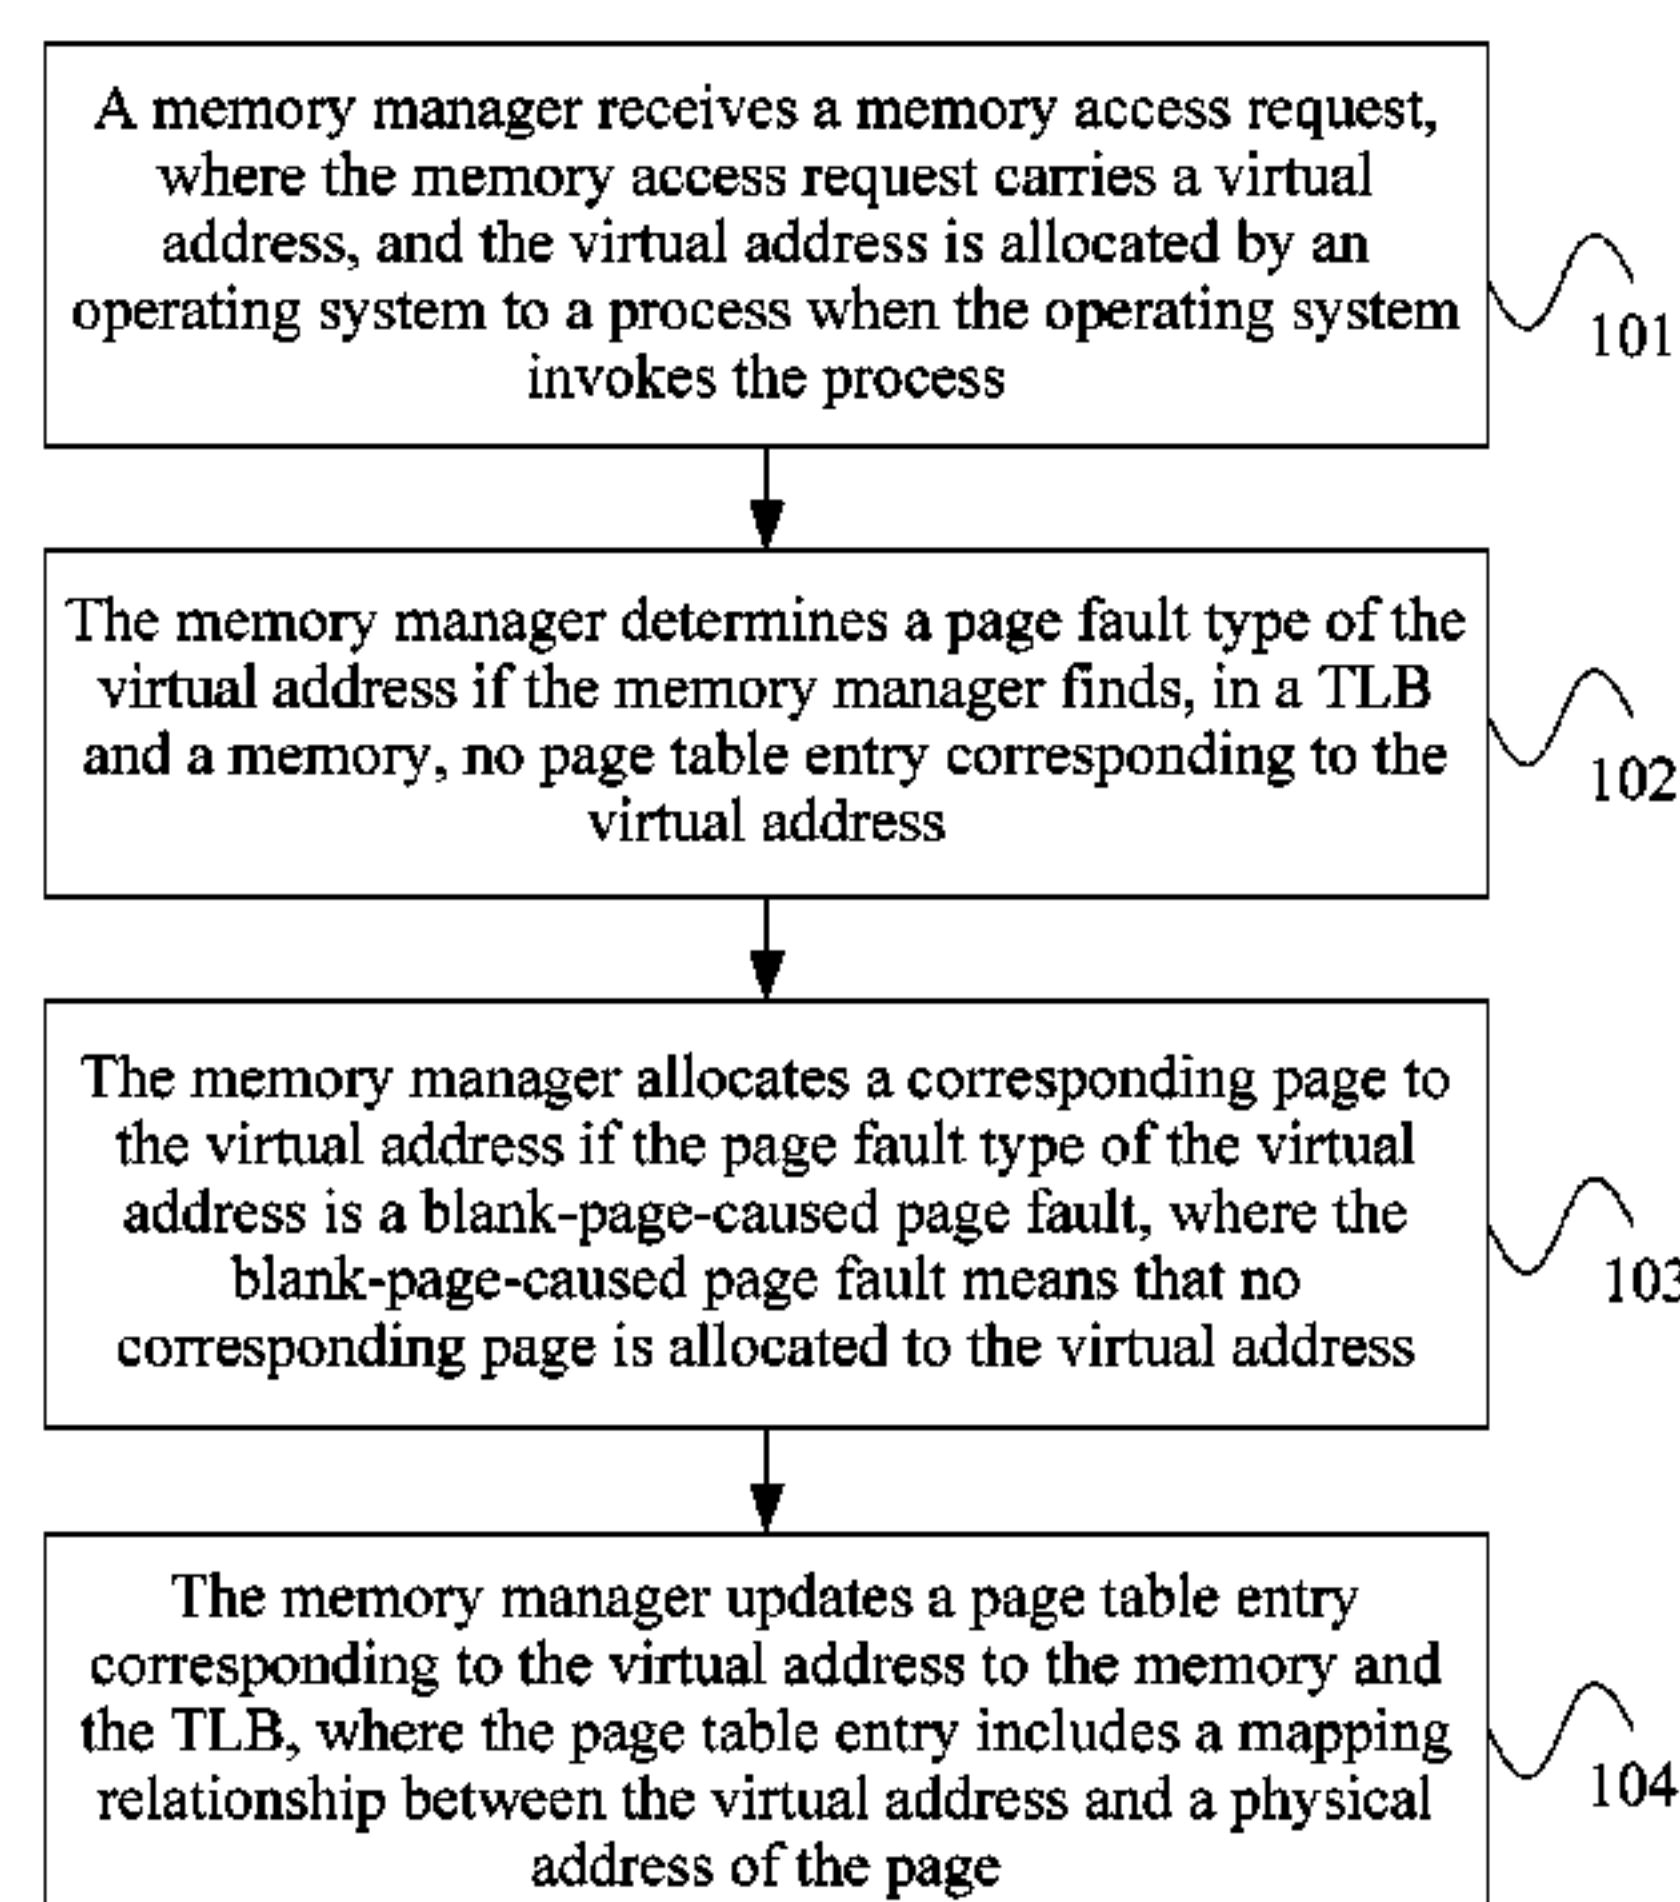 A memory manager receives a memory access request,
where the memory access request carries a virtual
address, and the virtual address is allocated by an
operating system to a process when the operating system
invokes the process
101
The memory manager determines a page fault type of the
virtual address if the memory manager finds, in a TLB
and a memory, no page table entry corresponding to the
virtual address
102
The memory manager allocates a corresponding page to
the virtual address if the page fault type of the virtual
address is a blank-page-caused page fault, where the
blank-page-caused page fault means that no
corresponding page is allocated to the virtual address
103
The memory manager updates a page table entry
corresponding to the virtual address to the memory and
the TLB, where the page table entry includes a mapping
relationship between the virtual address and a physical
address of the page
104